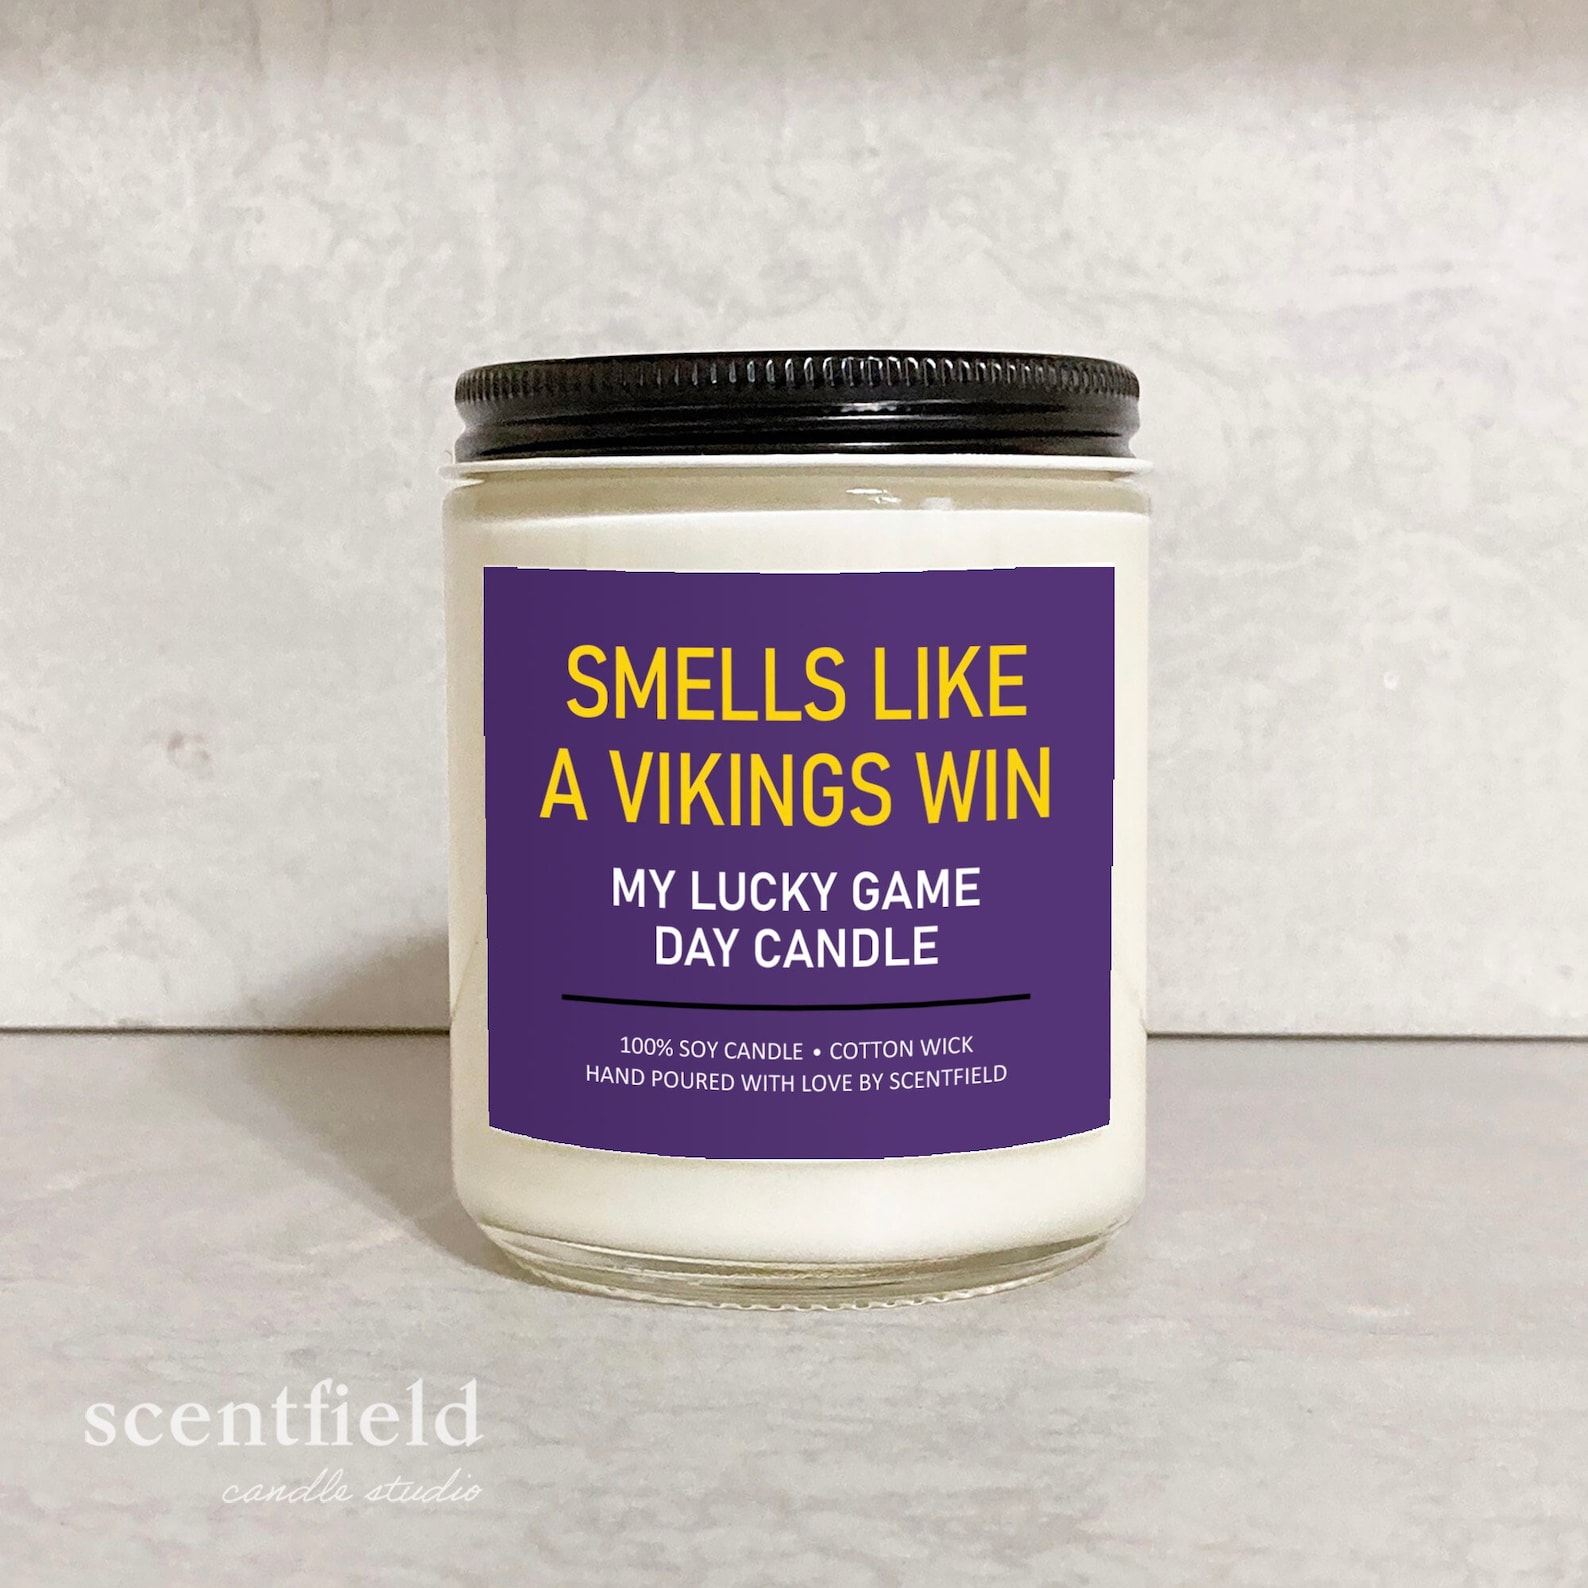 SMELLS LIKE
A VIKINGS WIN
MY LUCKY GAME
DAY CANDLE
100% SOY CANDLE • COTTON WICK
HAND POURED WITH LOVE BY SCENTFIELD
scentfield
candle studio